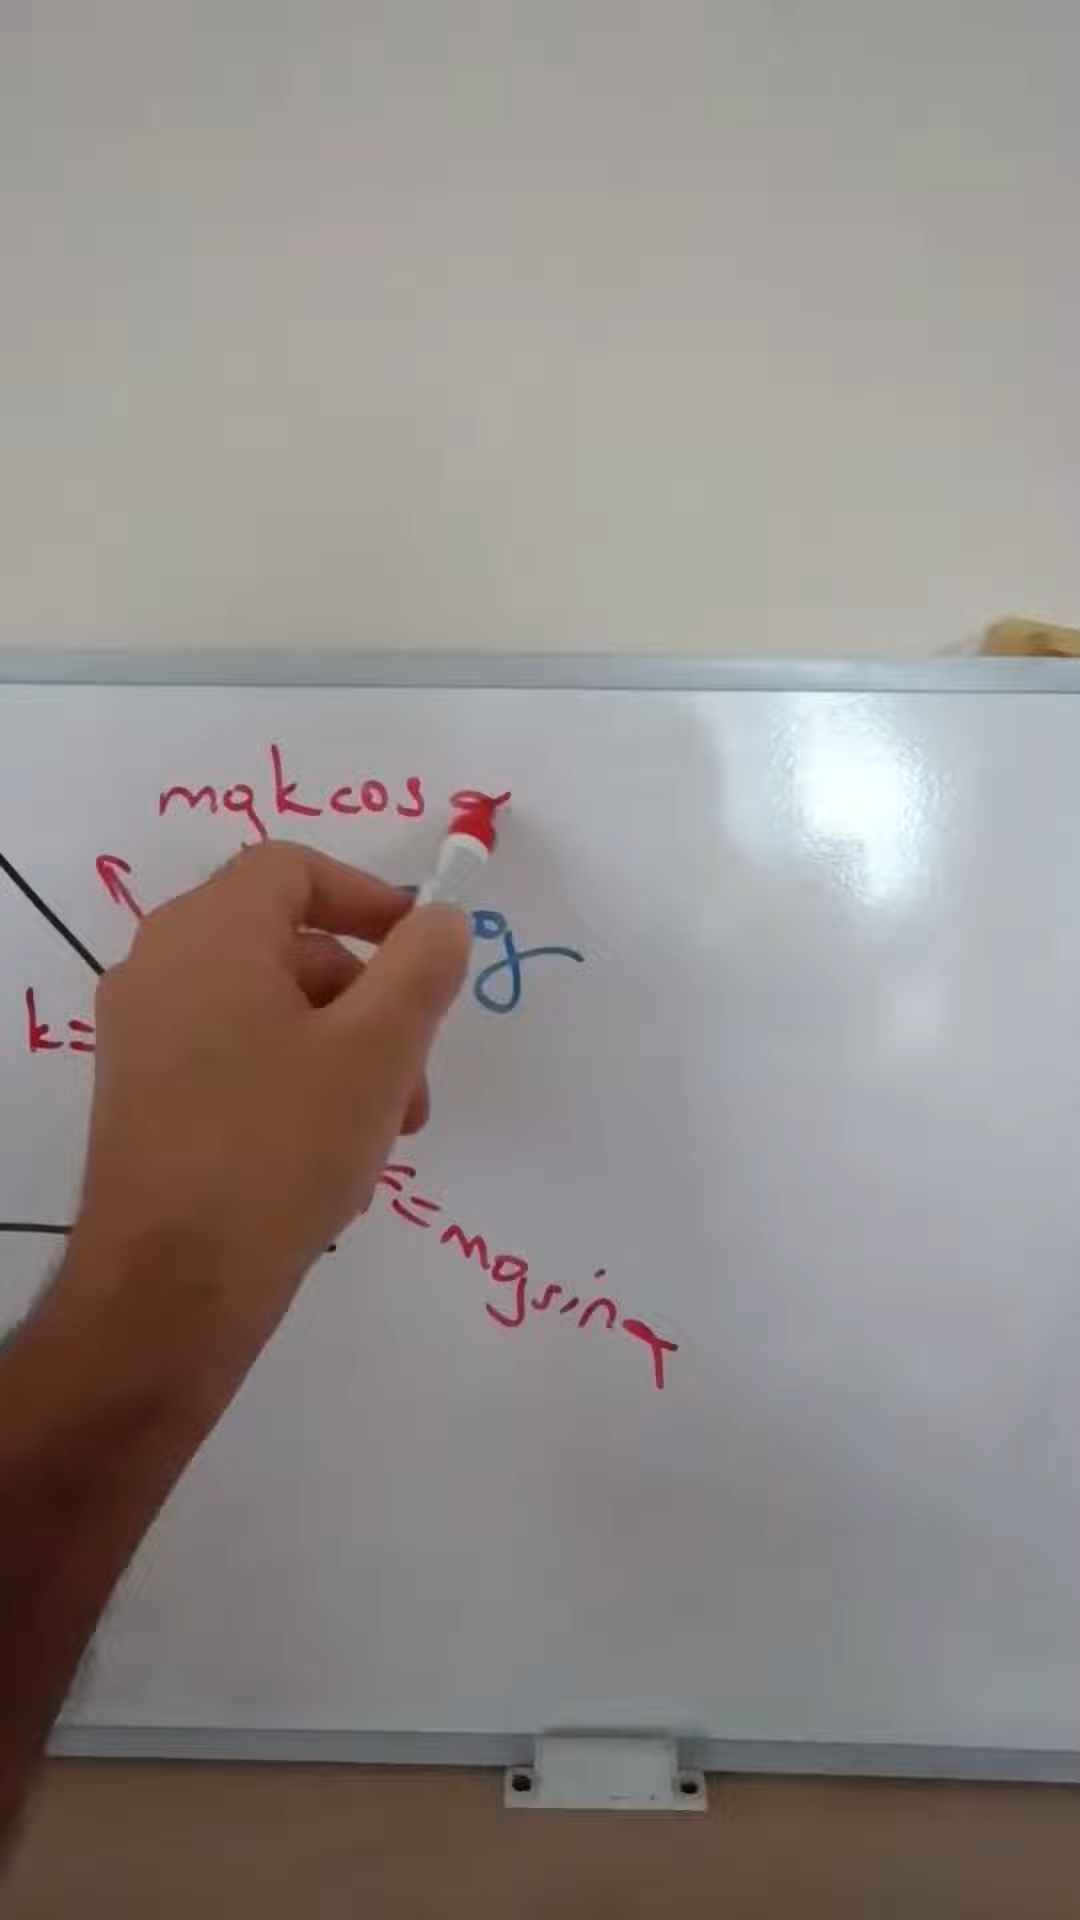 mgkcosα
g
k=
F=mgsinα